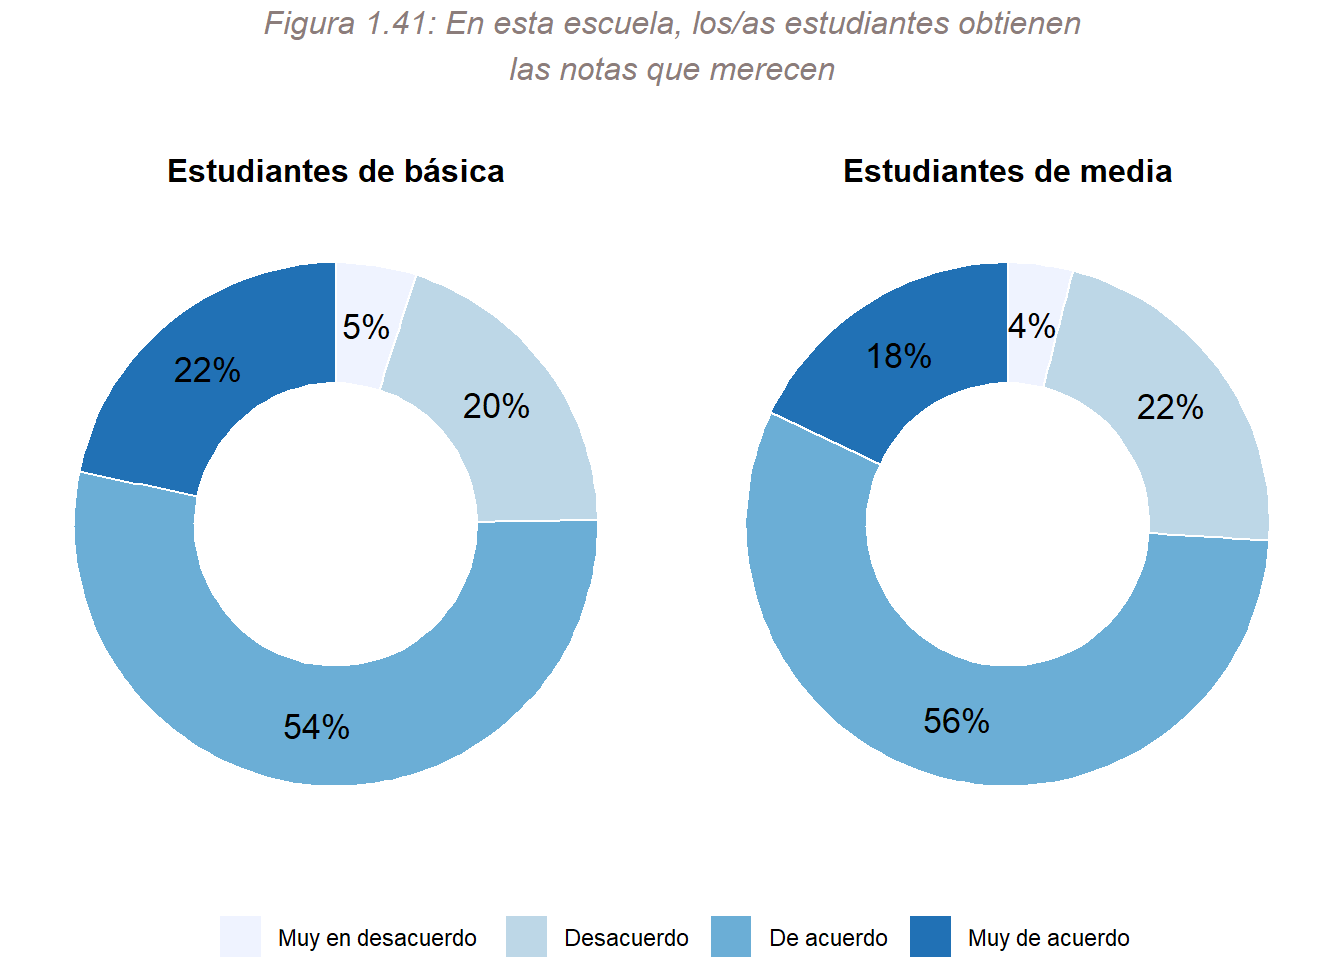 Figura 1.41: En esta escuela, los/as estudiantes obtienen
las notas que merecen
Estudiantes de básica
Estudiantes de media
5%
20%
54%
22%
4%
22%
56%
18%
Muy en desacuerdo
Desacuerdo
De acuerdo
Muy de acuerdo